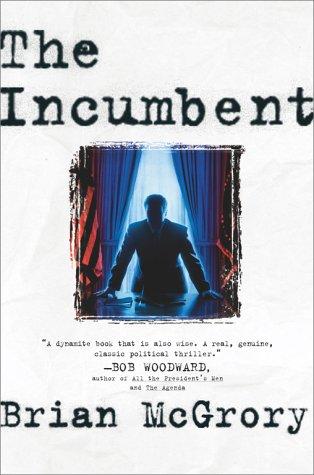 The
Incumbent
"A dynamite book that is also wise. A real, genuine,
classic political thriller."
—BOB WOODWARD,
author of All the President's Men
and The Agenda
Brian McGrory